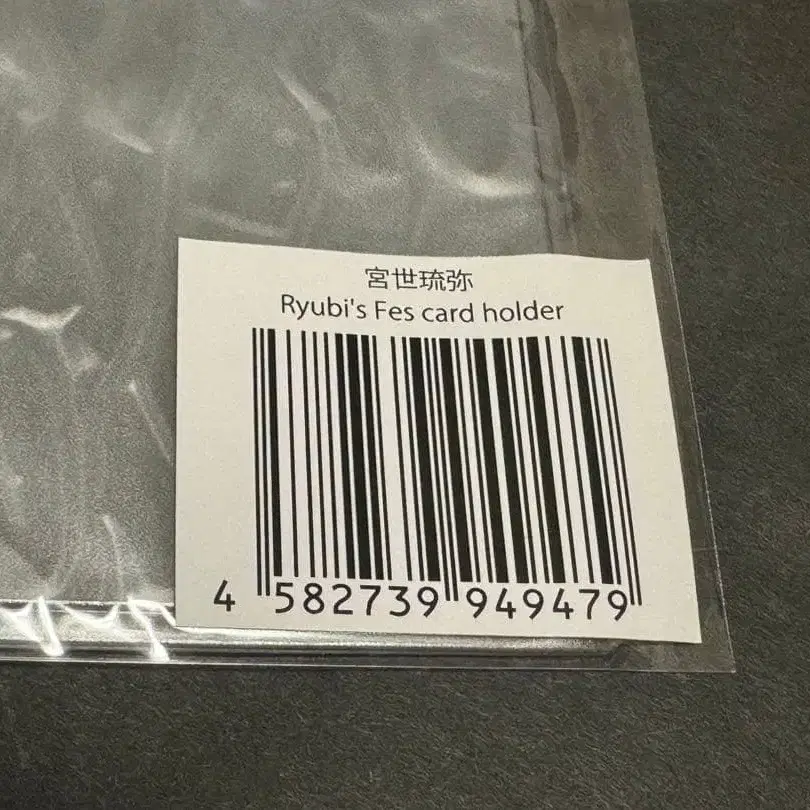 宮世琉弥
Ryubi's Fes card holder
4 582739 949479